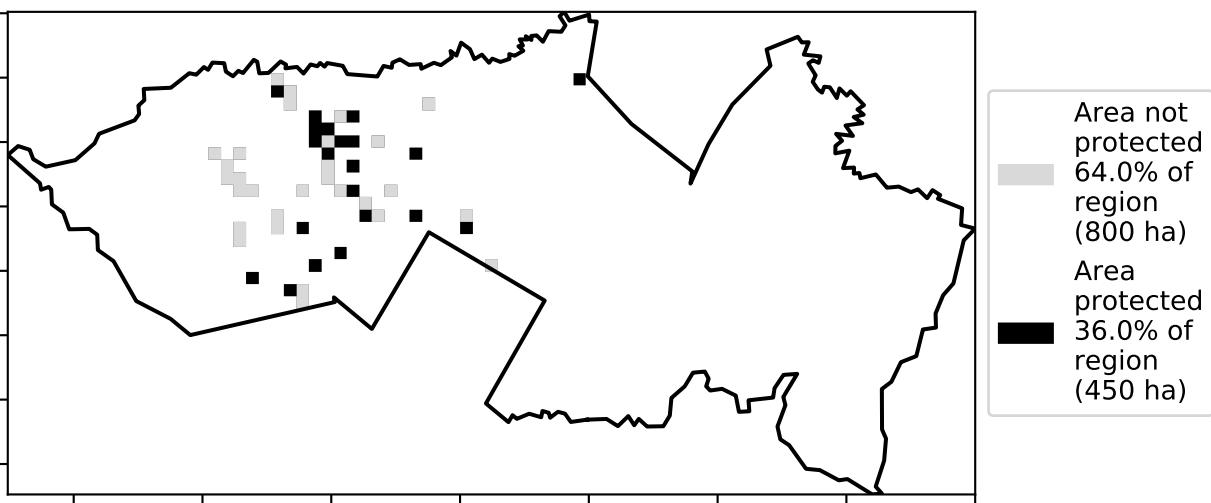 Area not
protected
64.0% of
region
(800 ha)
Area
protected
36.0% of
region
(450 ha)